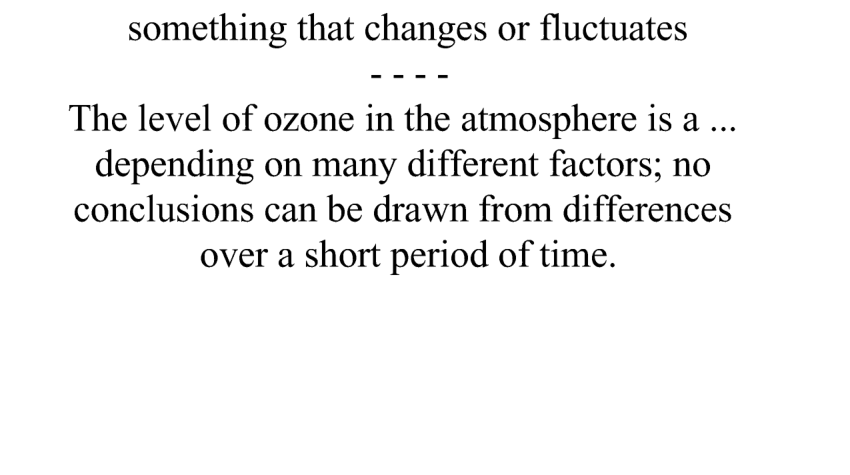 something that changes or fluctuates
- - - -
The level of ozone in the atmosphere is a ...
depending on many different factors; no
conclusions can be drawn from differences
over a short period of time.